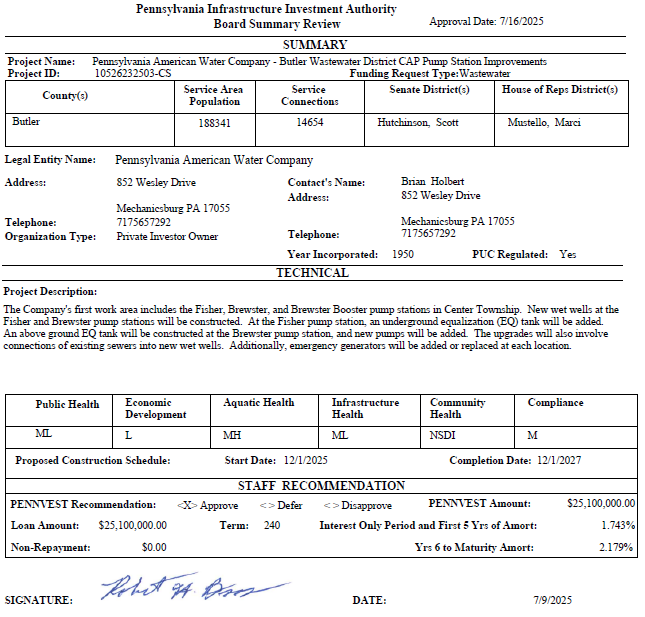 Pennsylvania Infrastructure Investment Authority
Board Summary Review
Approval Date: 7/16/2025
SUMMARY
Project Name: Pennsylvania American Water Company - Butler Wastewater District CAP Pump Station Improvements
Project ID: 10526232503-CS Funding Request Type:Wastewater
County(s) Service Area Population Service Connections Senate District(s) House of Reps District(s)
Butler 188341 14654 Hutchinson, Scott Mustello, Marci
Legal Entity Name: Pennsylvania American Water Company
Address: 852 Wesley Drive Contact's Name: Brian Holbert
Address: 852 Wesley Drive
Mechanicsburg PA 17055 Mechanicsburg PA 17055
Telephone: 7175657292 Telephone: 7175657292
Organization Type: Private Investor Owner
Year Incorporated: 1950 PUC Regulated: Yes
TECHNICAL
Project Description:
The Company's first work area includes the Fisher, Brewster, and Brewster Booster pump stations in Center Township. New wet wells at the
Fisher and Brewster pump stations will be constructed. At the Fisher pump station, an underground equalization (EQ) tank will be added.
An above ground EQ tank will be constructed at the Brewster pump station, and new pumps will be added. The upgrades will also involve
connections of existing sewers into new wet wells. Additionally, emergency generators will be added or replaced at each location.
Public Health Economic Development Aquatic Health Infrastructure Health Community Health Compliance
ML L MH ML NSDI M
Proposed Construction Schedule: Start Date: 12/1/2025 Completion Date: 12/1/2027
STAFF RECOMMENDATION
PENNVEST Recommendation: <X> Approve < > Defer < > Disapprove PENNVEST Amount: $25,100,000.00
Loan Amount: $25,100,000.00 Term: 240 Interest Only Period and First 5 Yrs of Amort: 1.743%
Non-Repayment: $0.00 Yrs 6 to Maturity Amort: 2.179%
SIGNATURE: DATE: 7/9/2025